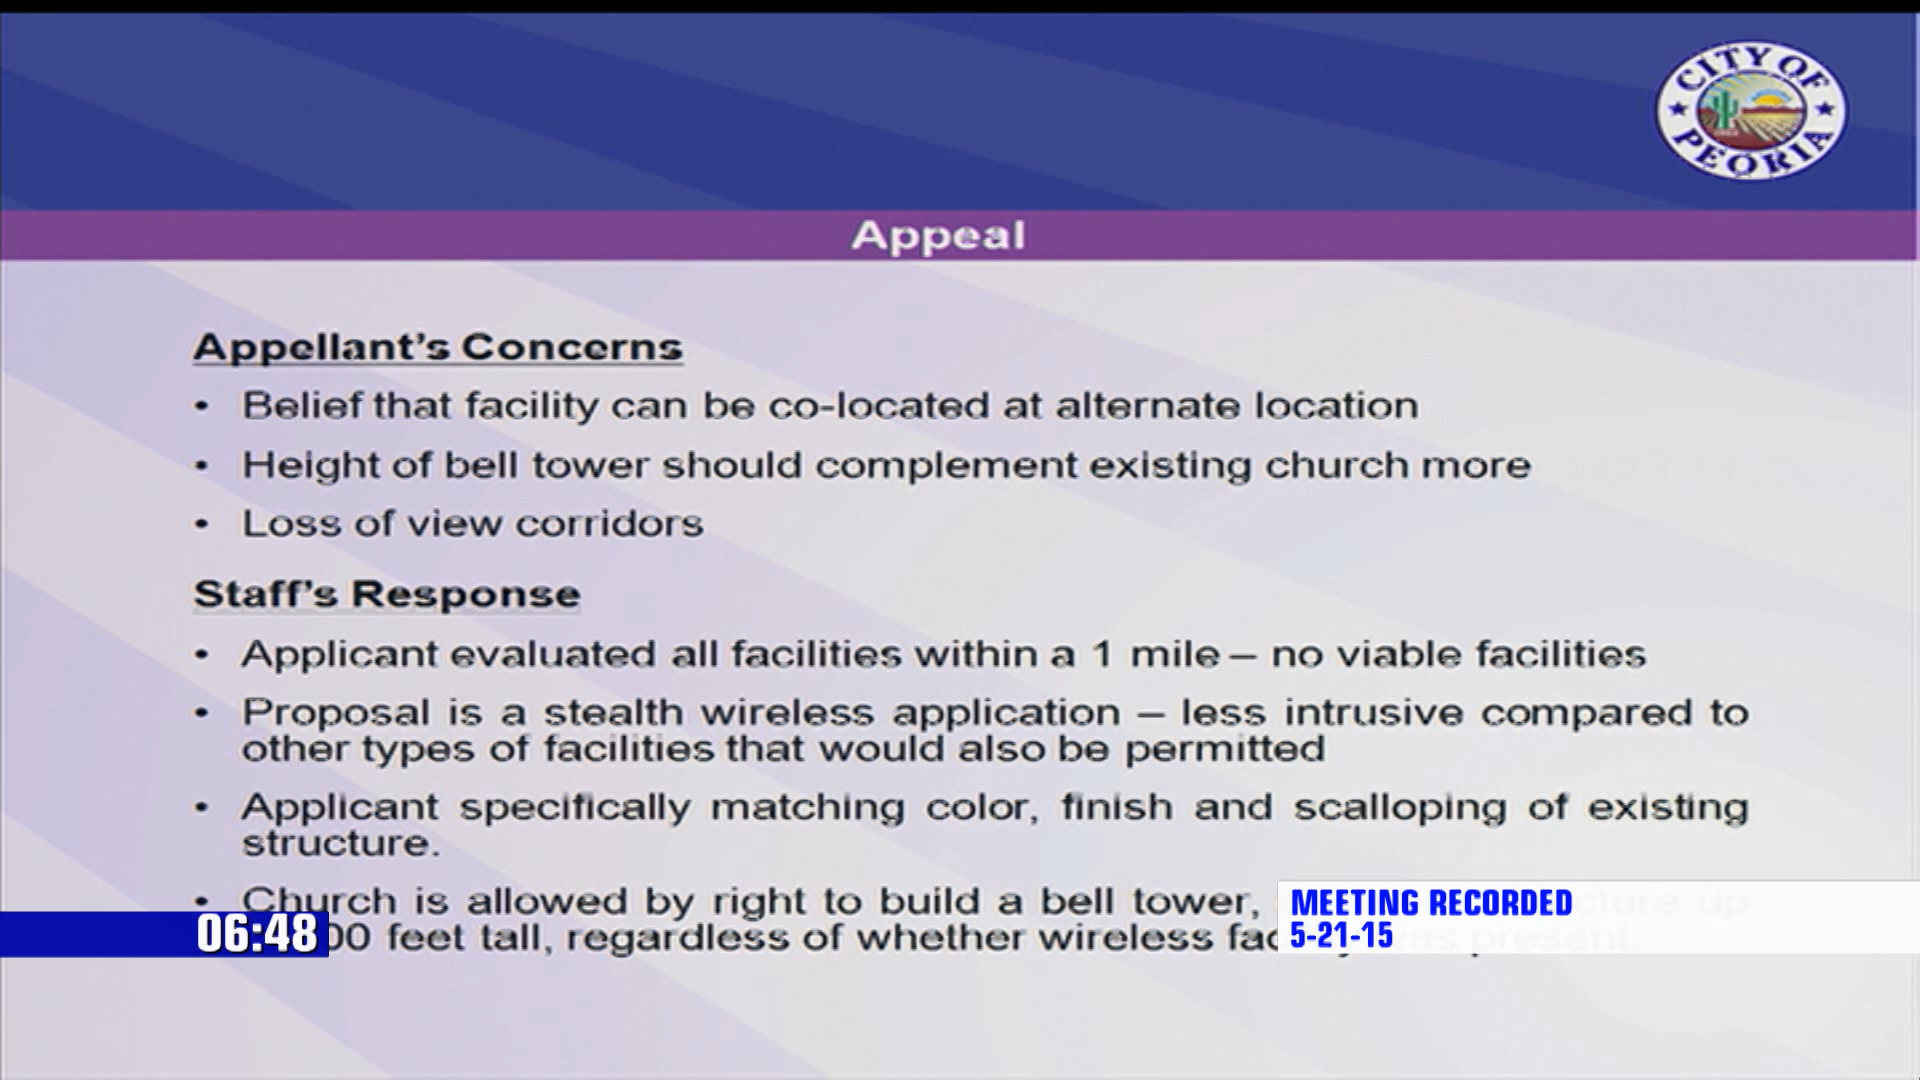 CITY OF
PEORIA
Appeal
Appellant's Concerns
• Belief that facility can be co-located at alternate location
• Height of bell tower should complement existing church more
• Loss of view corridors
Staff's Response
• Applicant evaluated all facilities within a 1 mile – no viable facilities
• Proposal is a stealth wireless application – less intrusive compared to
other types of facilities that would also be permitted
• Applicant specifically matching color, finish and scalloping of existing
structure.
• Church is allowed by right to build a bell tower, up
feet tall, regardless of whether wireless was present.
06:48
MEETING RECORDED
5-21-15